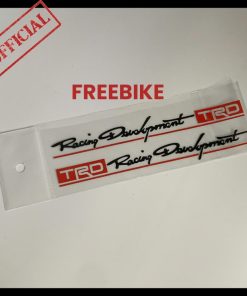 OFFICIAL
FREEBIKE
Racing Development TRD
TRD Racing Development